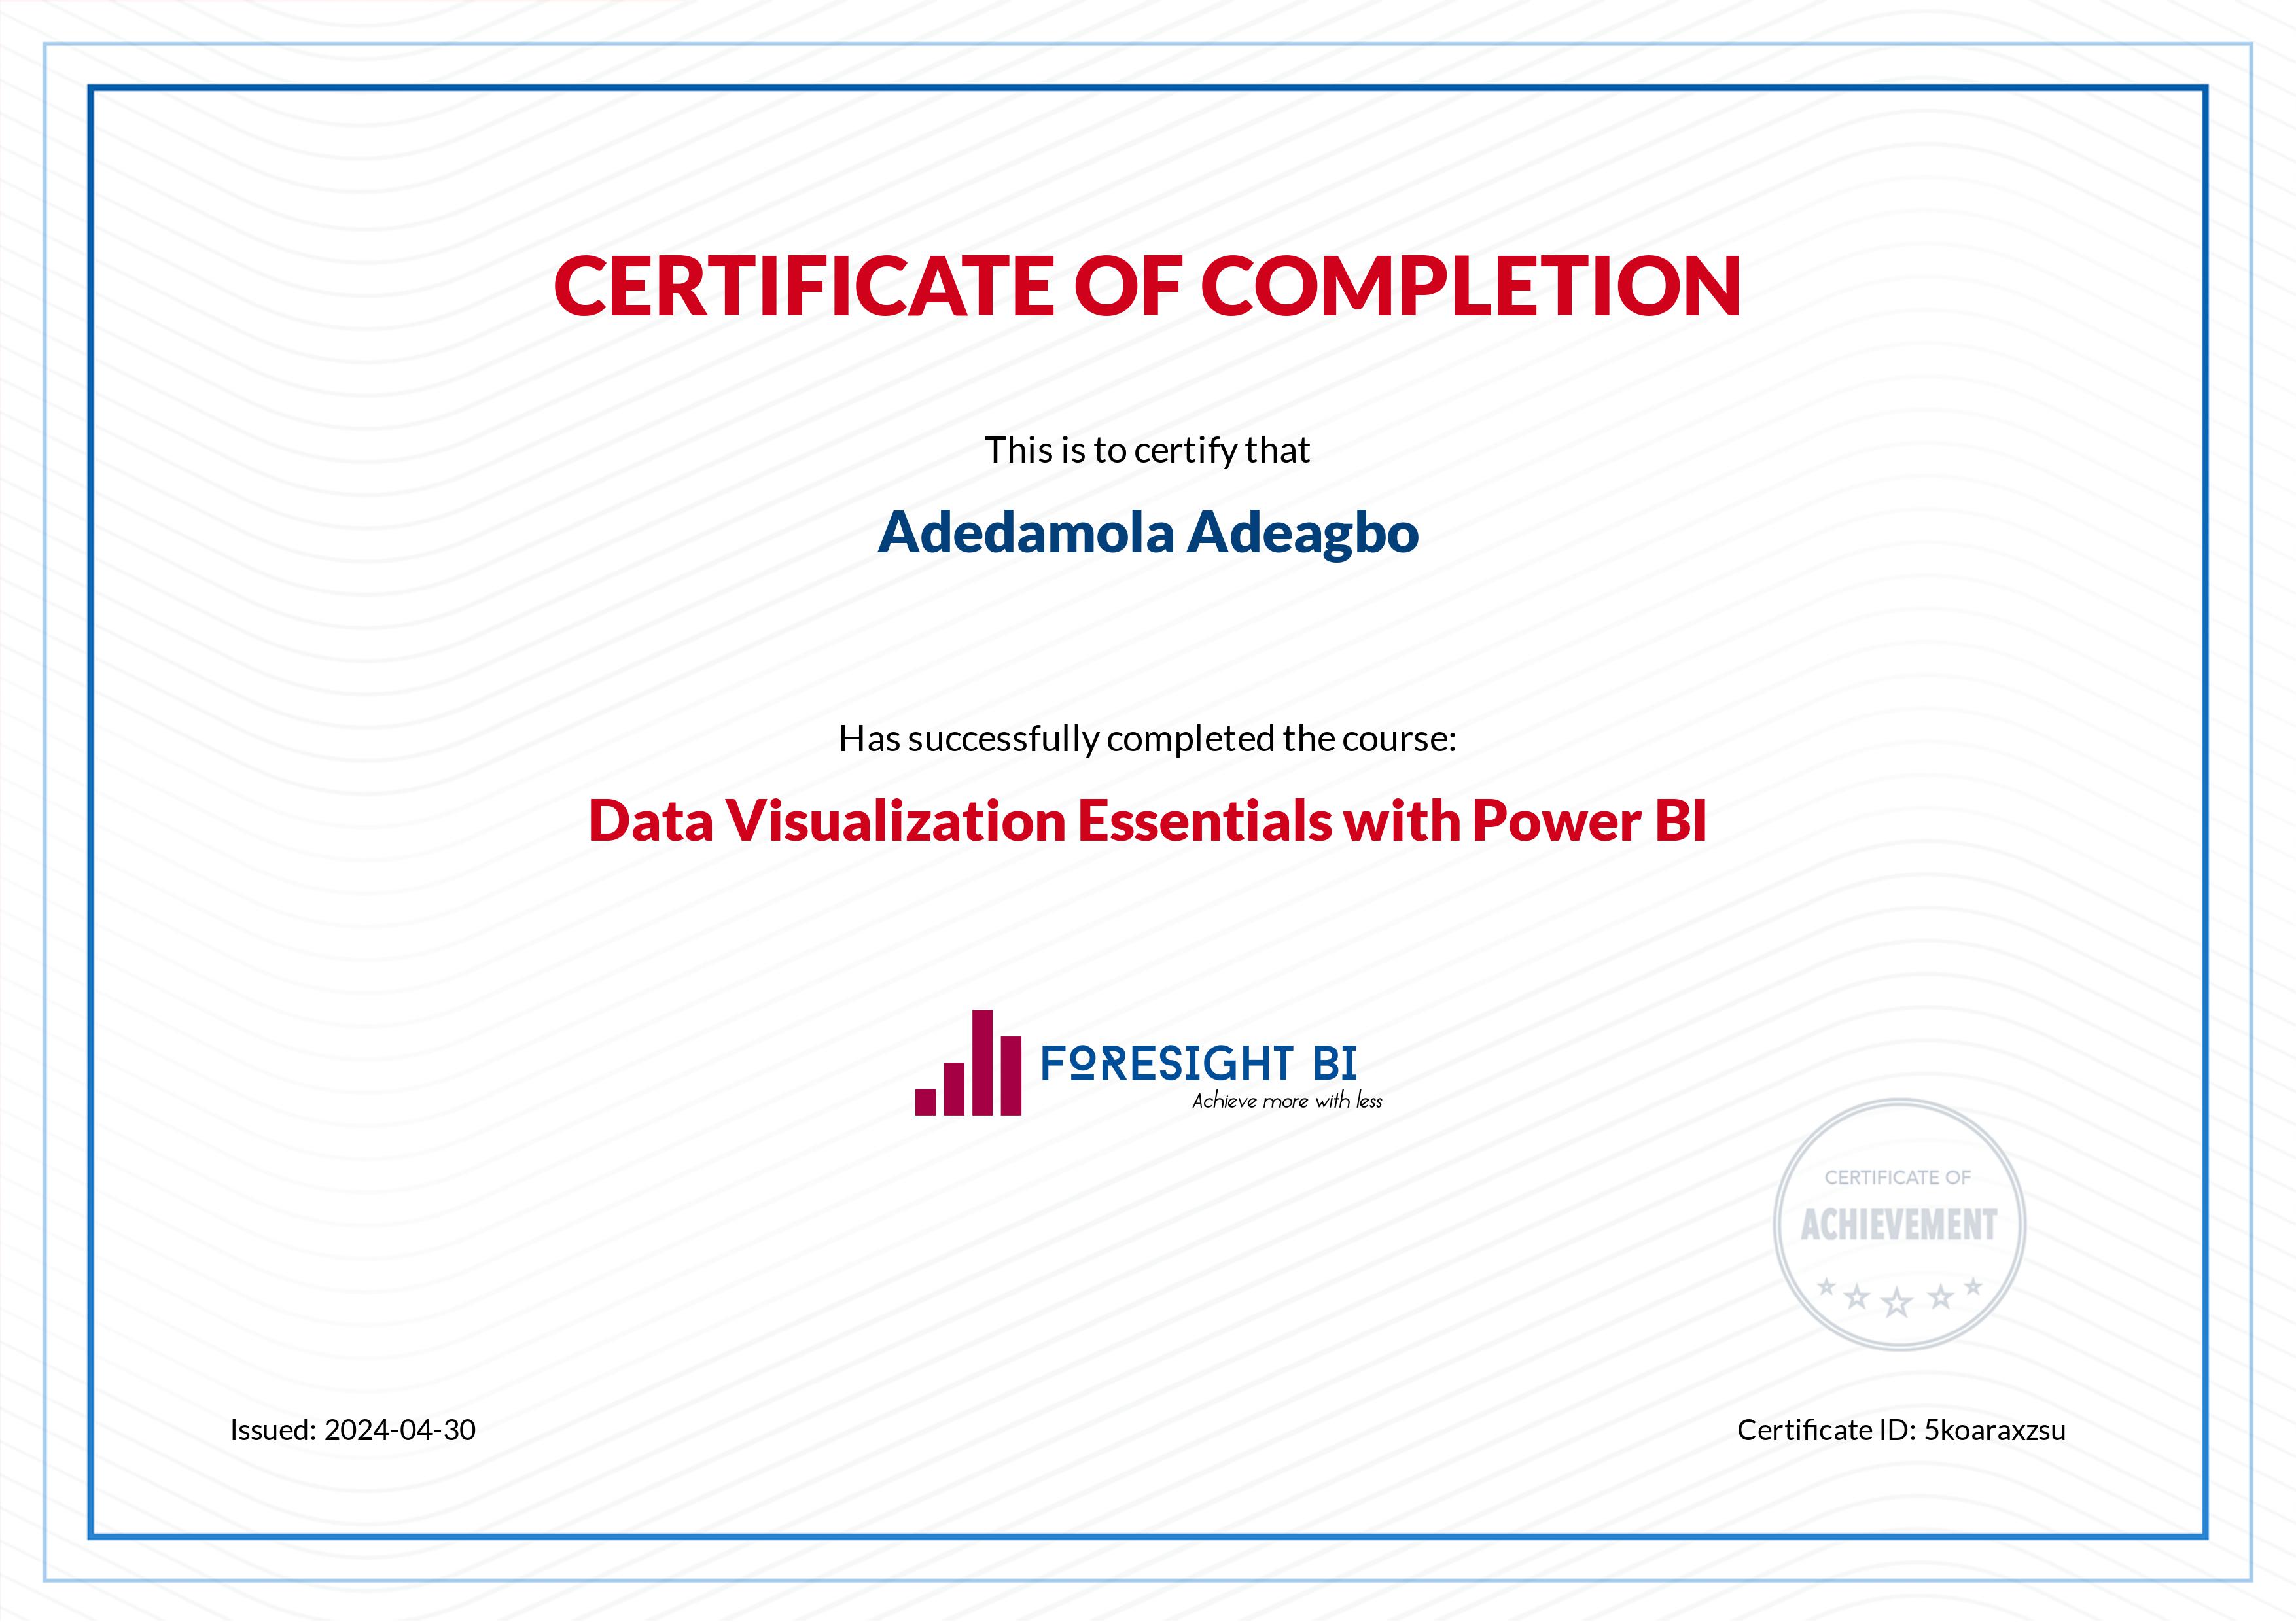 CERTIFICATE OF COMPLETION
This is to certify that
Adedamola Adeagbo
Has successfully completed the course:
Data Visualization Essentials with Power BI
FORESIGHT BI
Achieve more with less
CERTIFICATE OF
ACHIEVEMENT
Issued: 2024-04-30
Certificate ID: 5koaraxzsu